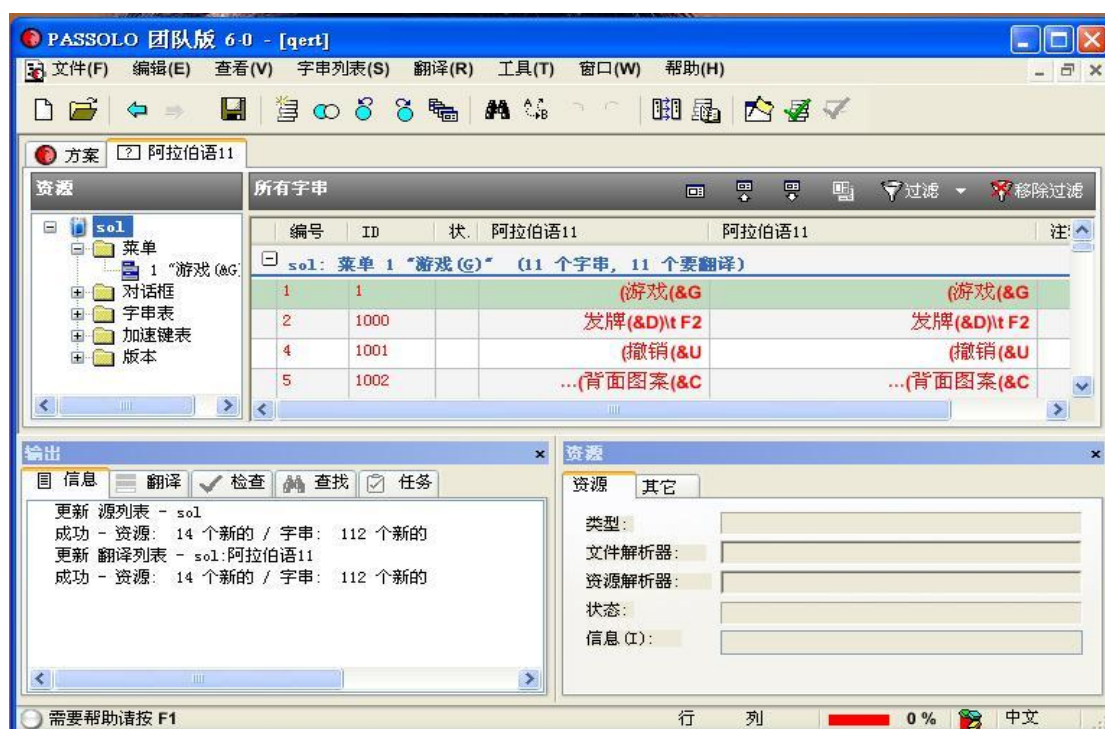 PASSOLO 团队版 6.0 - [qert]
文件(F) 编辑(E) 查看(V) 字串列表(S) 翻译(R) 工具(T) 窗口(W) 帮助(H)
方案 阿拉伯语11
资源 所有字串 过滤 移除过滤
sol
菜单
1 “游戏(&G)
对话框
字串表
加速键表
版本
编号 ID 状. 阿拉伯语11 阿拉伯语11
sol: 菜单 1 “游戏(G)” (11 个字串, 11 个要翻译)
1 1 (游戏(&G (游戏(&G
2 1000 发牌(&D)\t F2 发牌(&D)\t F2
4 1001 (撤销(&U (撤销(&U
5 1002 ...(背面图案(&C ...(背面图案(&C
输出
信息 翻译 检查 查找 任务
更新 源列表 - sol
成功 - 资源: 14 个新的 / 字串: 112 个新的
更新 翻译列表 - sol:阿拉伯语11
成功 - 资源: 14 个新的 / 字串: 112 个新的
资源
资源 其它
类型:
文件解析器:
资源解析器:
状态:
信息(I):
需要帮助请按 F1 行 列 0 % 中文